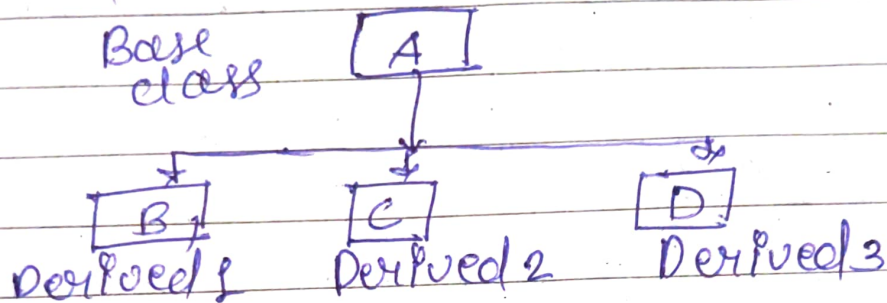 Base
class
A
B
C
D
Derived 1
Derived 2
Derived 3